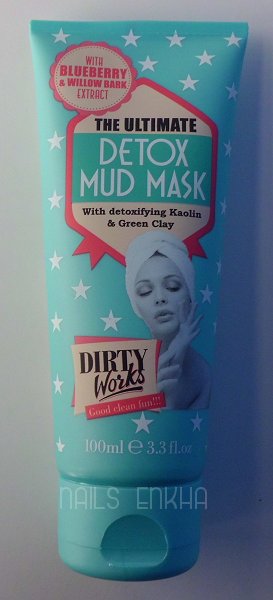 WITH
BLUEBERRY
& WILLOW BARK
EXTRACT
THE ULTIMATE
DETOX
MUD MASK
With detoxifying Kaolin
& Green Clay
DIRTY
Works
Good clean fun!!!
100ml ℮ 3.3 fl.oz
NAILS ENKHA